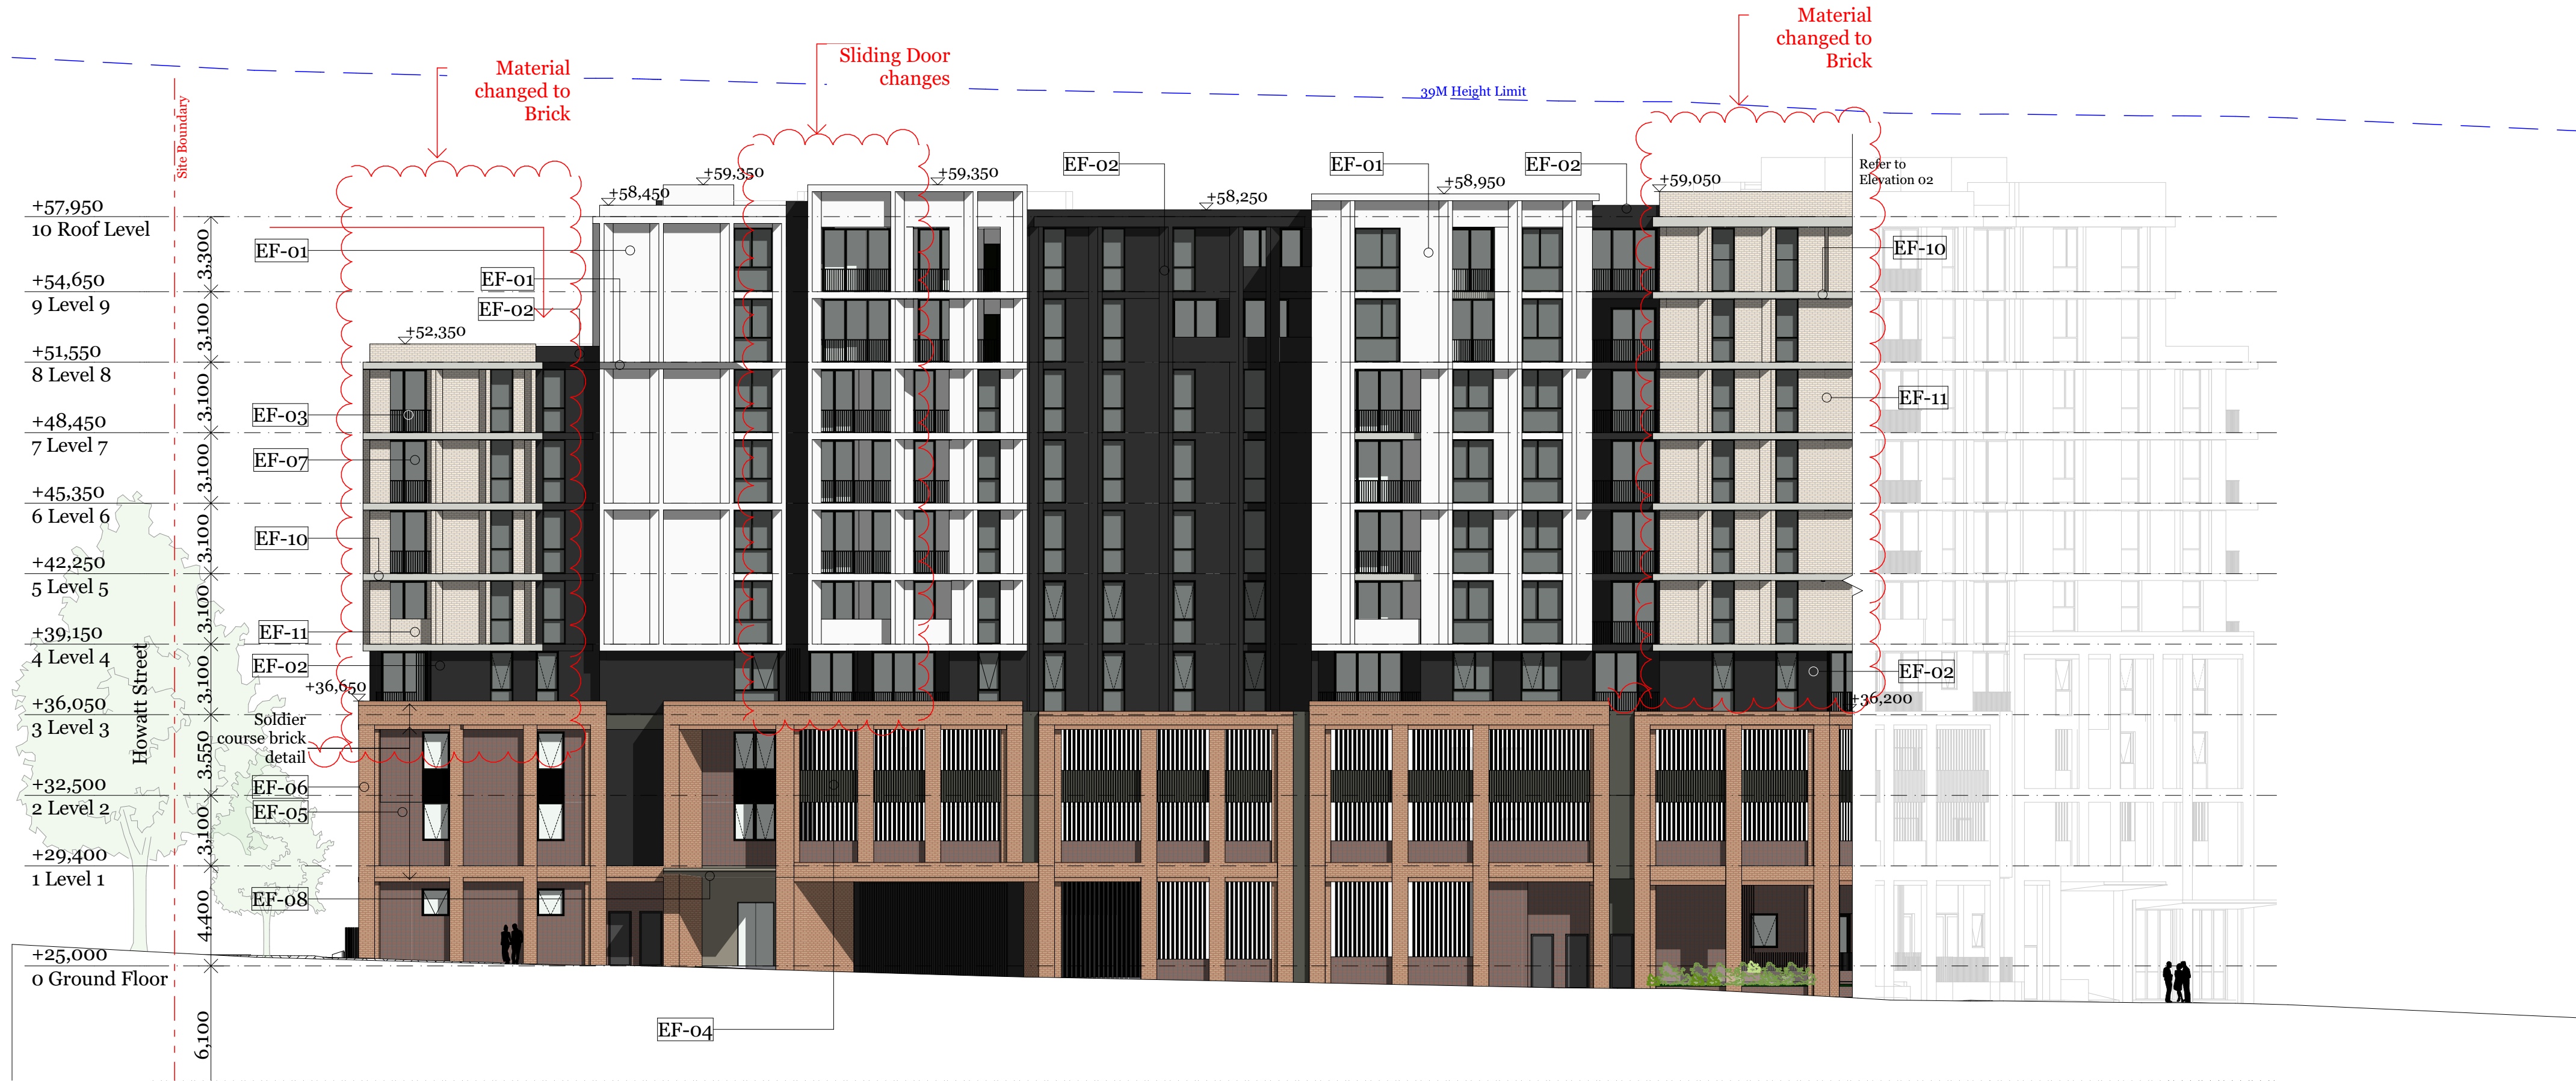 Material
changed to
Brick
Sliding Door
changes
Material
changed to
Brick
39M Height Limit
Site Boundary
Refer to
Elevation 02
+57,950
10 Roof Level
+54,650
9 Level 9
+51,550
8 Level 8
+48,450
7 Level 7
+45,350
6 Level 6
+42,250
5 Level 5
+39,150
4 Level 4
+36,050
3 Level 3
+32,500
2 Level 2
+29,400
1 Level 1
+25,000
0 Ground Floor
3,300
3,100
3,100
3,100
3,100
3,100
3,100
3,550
3,100
4,400
6,100
Howatt Street
+52,350
+58,450
+59,350
+59,350
+58,250
+58,950
+59,050
+36,650
+36,200
EF-01
EF-01
EF-02
EF-03
EF-07
EF-10
EF-11
EF-02
Soldier
course brick
detail
EF-06
EF-05
EF-08
EF-04
EF-02
EF-01
EF-02
EF-10
EF-11
EF-02